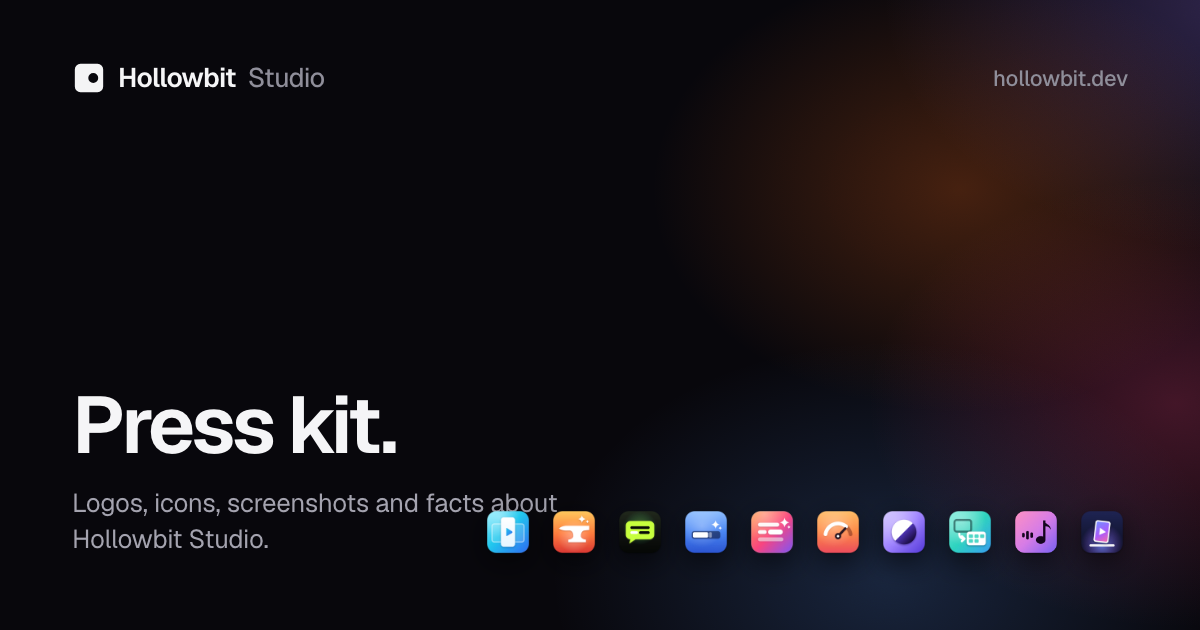 Hollowbit Studio
hollowbit.dev
Press kit.
Logos, icons, screenshots and facts about
Hollowbit Studio.